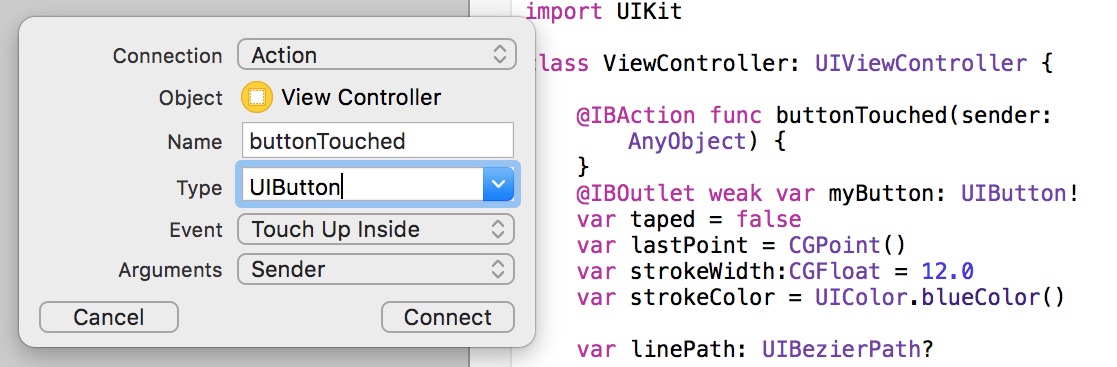 Connection Action
Object View Controller
Name buttonTouched
Type UIButton
Event Touch Up Inside
Arguments Sender
Cancel Connect
import UIKit
class ViewController: UIViewController {
@IBAction func buttonTouched(sender:
AnyObject) {
}
@IBOutlet weak var myButton: UIButton!
var taped = false
var lastPoint = CGPoint()
var strokeWidth:CGFloat = 12.0
var strokeColor = UIColor.blueColor()
var linePath: UIBezierPath?